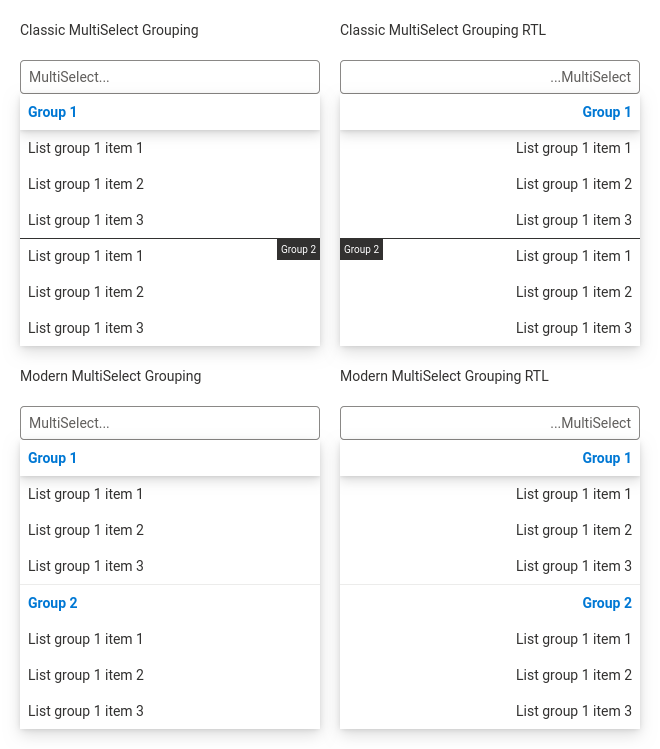 Classic MultiSelect Grouping
MultiSelect...
Group 1
List group 1 item 1
List group 1 item 2
List group 1 item 3
Group 2
List group 1 item 1
List group 1 item 2
List group 1 item 3
Classic MultiSelect Grouping RTL
...MultiSelect
Group 1
List group 1 item 1
List group 1 item 2
List group 1 item 3
Group 2
List group 1 item 1
List group 1 item 2
List group 1 item 3
Modern MultiSelect Grouping
MultiSelect...
Group 1
List group 1 item 1
List group 1 item 2
List group 1 item 3
Group 2
List group 1 item 1
List group 1 item 2
List group 1 item 3
Modern MultiSelect Grouping RTL
...MultiSelect
Group 1
List group 1 item 1
List group 1 item 2
List group 1 item 3
Group 2
List group 1 item 1
List group 1 item 2
List group 1 item 3